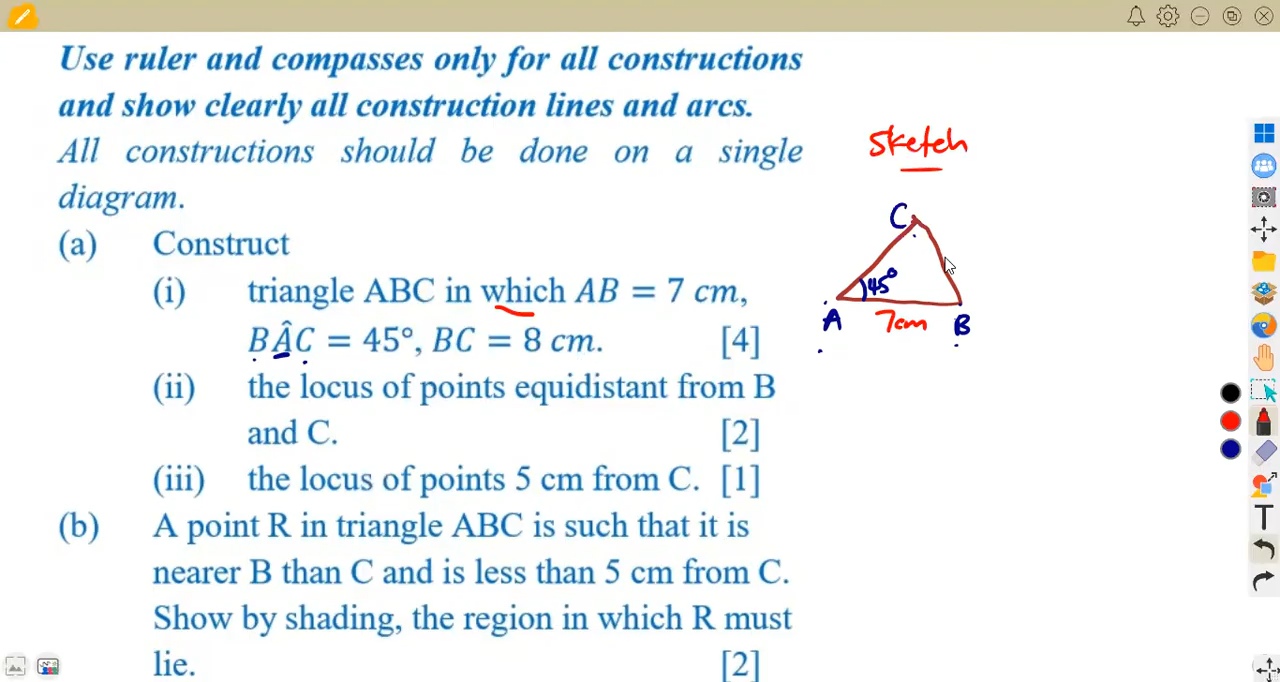 Use ruler and compasses only for all constructions
and show clearly all construction lines and arcs.
All constructions should be done on a single
diagram.
(a) Construct
(i) triangle ABC in which AB = 7 cm,
BÂC = 45°, BC = 8 cm. [4]
(ii) the locus of points equidistant from B
and C. [2]
(iii) the locus of points 5 cm from C. [1]
(b) A point R in triangle ABC is such that it is
nearer B than C and is less than 5 cm from C.
Show by shading, the region in which R must
lie. [2]
Sketch
C
45°
A 7cm B
T